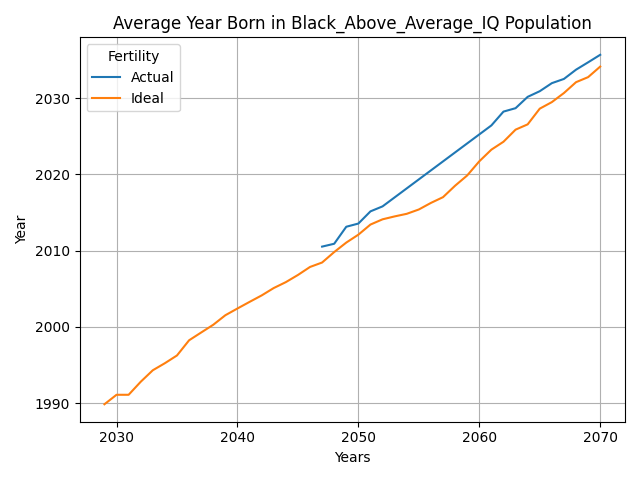 Average Year Born in Black_Above_Average_IQ Population
Fertility
Actual
Ideal
Year
2030
2020
2010
2000
1990
2030 2040 2050 2060 2070
Years